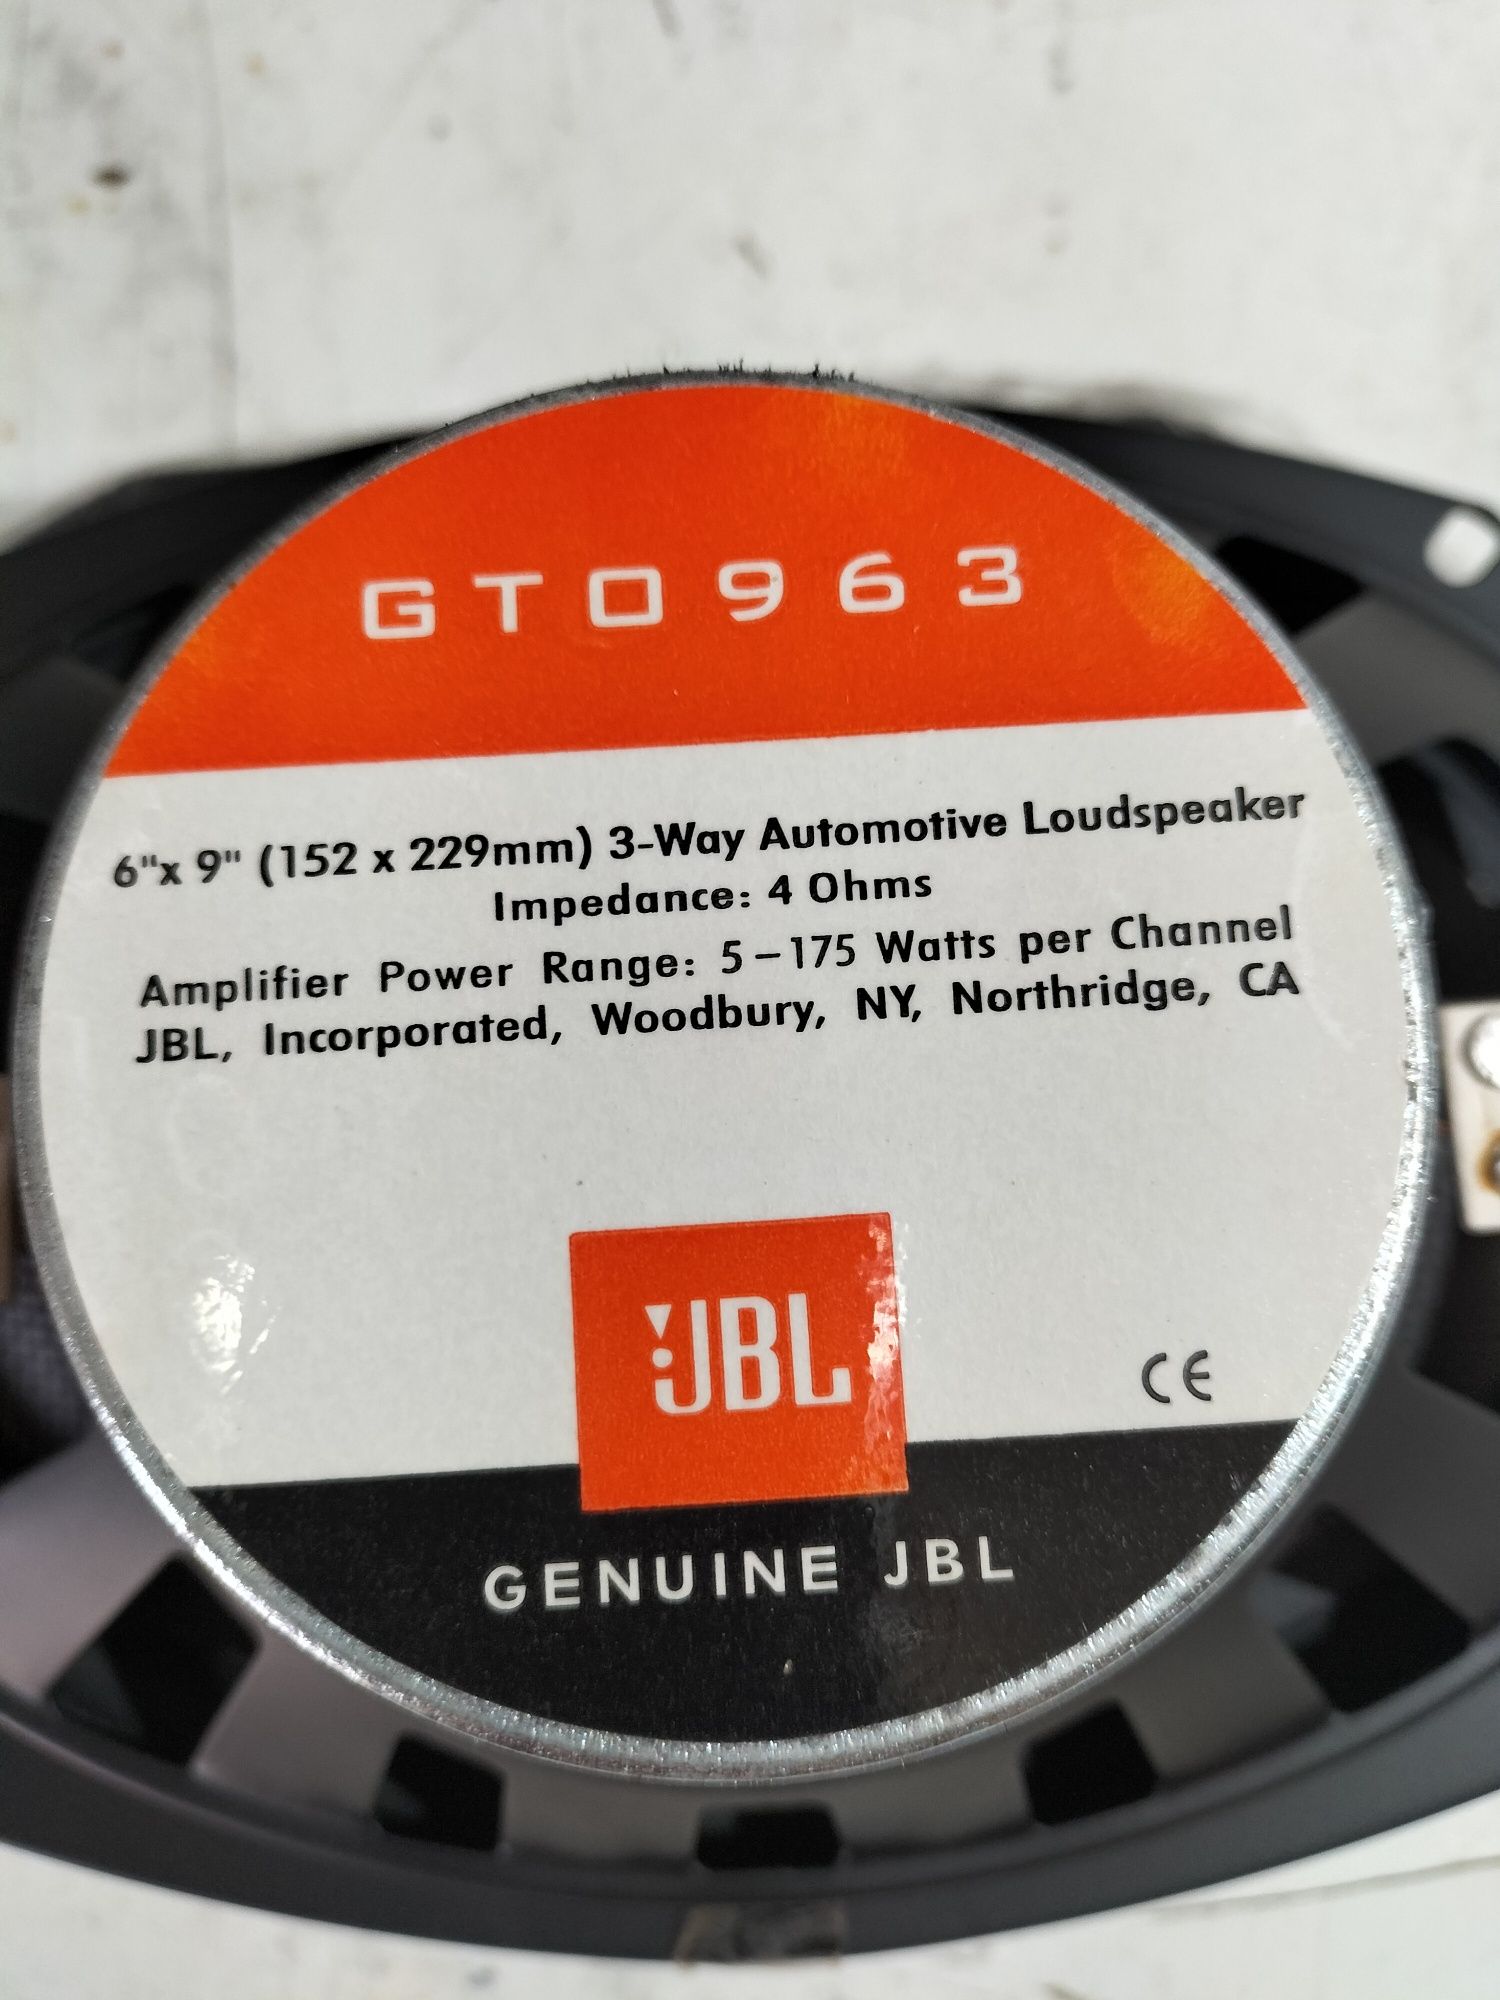 GTO963
6"x 9" (152 x 229mm) 3-Way Automotive Loudspeaker
Impedance: 4 Ohms
Amplifier Power Range: 5–175 Watts per Channel
JBL, Incorporated, Woodbury, NY, Northridge, CA
JBL
CE
GENUINE JBL